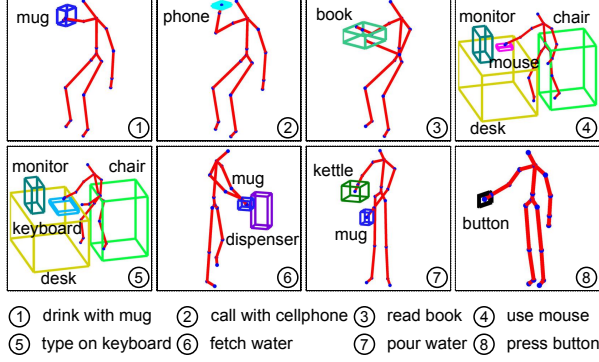 mug
phone
book
monitor
chair
mouse
desk
1
2
3
4
monitor
chair
keyboard
desk
mug
dispenser
kettle
mug
button
5
6
7
8
1 drink with mug 2 call with cellphone 3 read book 4 use mouse
5 type on keyboard 6 fetch water 7 pour water 8 press button